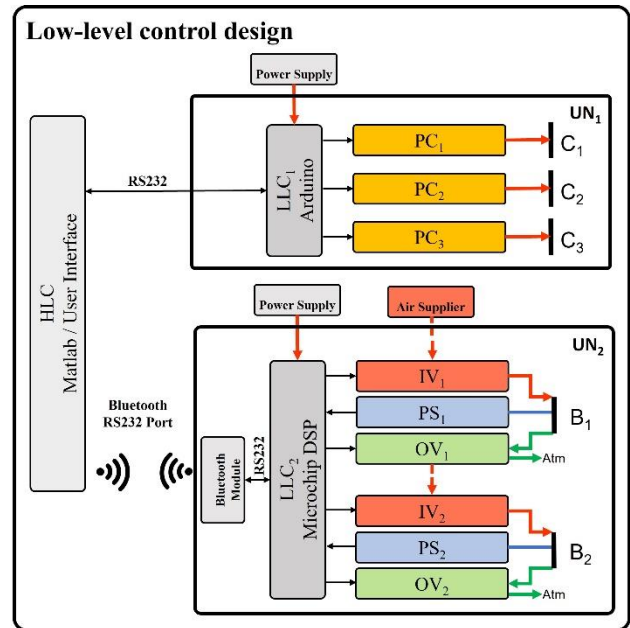 Low-level control design
Power Supply
UN₁
HLC
Matlab / User Interface
RS232
LLC₁
Arduino
PC₁
C₁
PC₂
C₂
PC₃
C₃
Power Supply
Air Supplier
UN₂
Bluetooth
RS232 Port
Bluetooth
Module
RS232
LLC₂
Microchip DSP
IV₁
PS₁
B₁
OV₁
Atm
IV₂
PS₂
B₂
OV₂
Atm